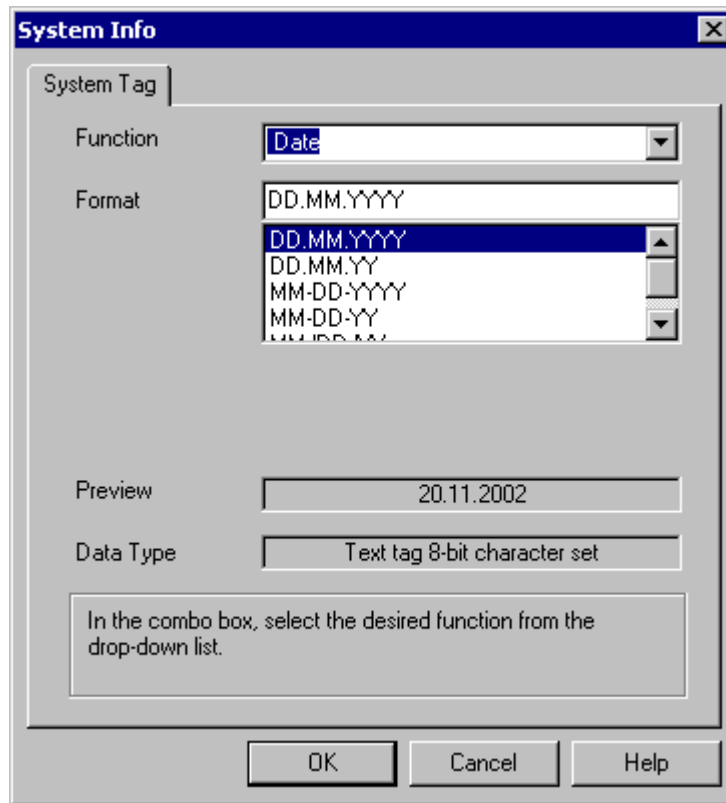 System Info
System Tag
Function
Date
Format
DD.MM.YYYY
DD.MM.YYYY
DD.MM.YY
MM-DD-YYYY
MM-DD-YY
Preview
20.11.2002
Data Type
Text tag 8-bit character set
In the combo box, select the desired function from the
drop-down list.
OK
Cancel
Help